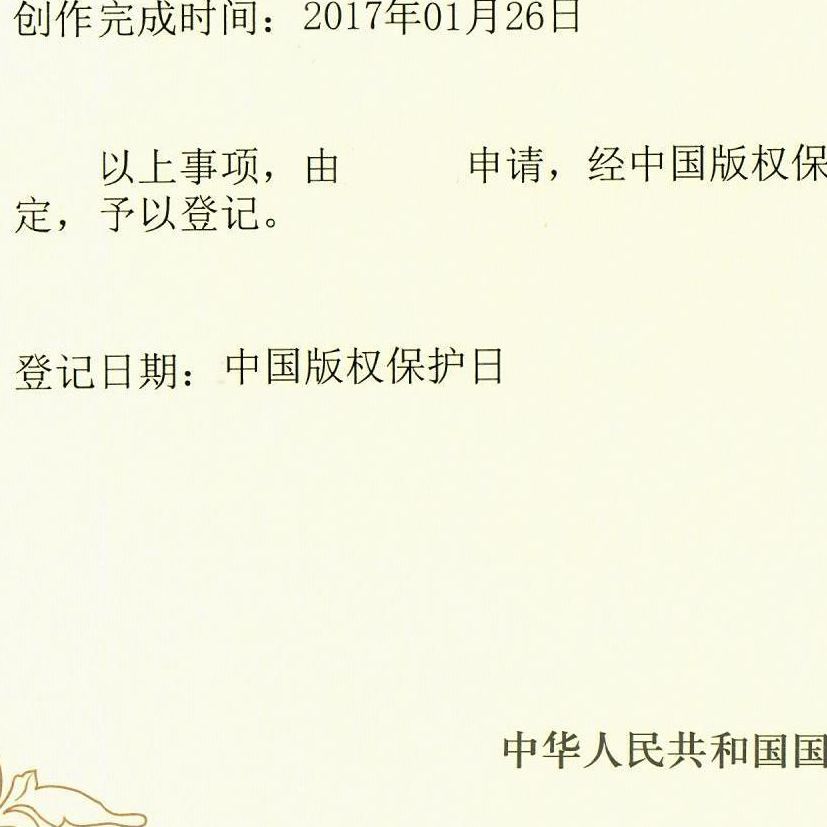 创作完成时间：2017年01月26日
以上事项，由 申请，经中国版权保
定，予以登记。
登记日期：中国版权保护日
中华人民共和国国